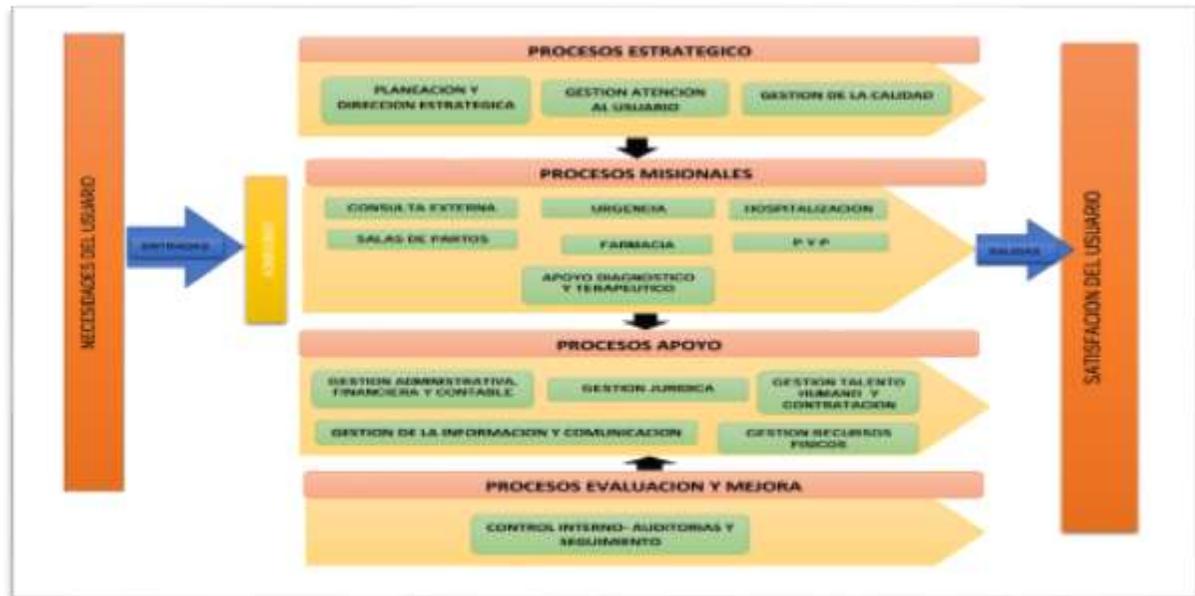 NECESIDADES DEL USUARIO
ENTRADAS
PROCESOS ESTRATEGICO
PLANEACION Y
DIRECCION ESTRATEGICA
GESTION ATENCION
AL USUARIO
GESTION DE LA CALIDAD
PROCESOS MISIONALES
CONSULTA EXTERNA
URGENCIA
HOSPITALIZACION
SALAS DE PARTOS
FARMACIA
P Y P
APOYO DIAGNOSTICO
Y TERAPEUTICO
PROCESOS APOYO
GESTION ADMINISTRATIVA,
FINANCIERA Y CONTABLE
GESTION JURIDICA
GESTION TALENTO
HUMANO Y
CONTRATACION
GESTION DE LA INFORMACION Y COMUNICACION
GESTION RECURSOS
FISICOS
PROCESOS EVALUACION Y MEJORA
CONTROL INTERNO- AUDITORIAS Y
SEGUIMIENTO
SALIDAS
SATISFACCION DEL USUARIO